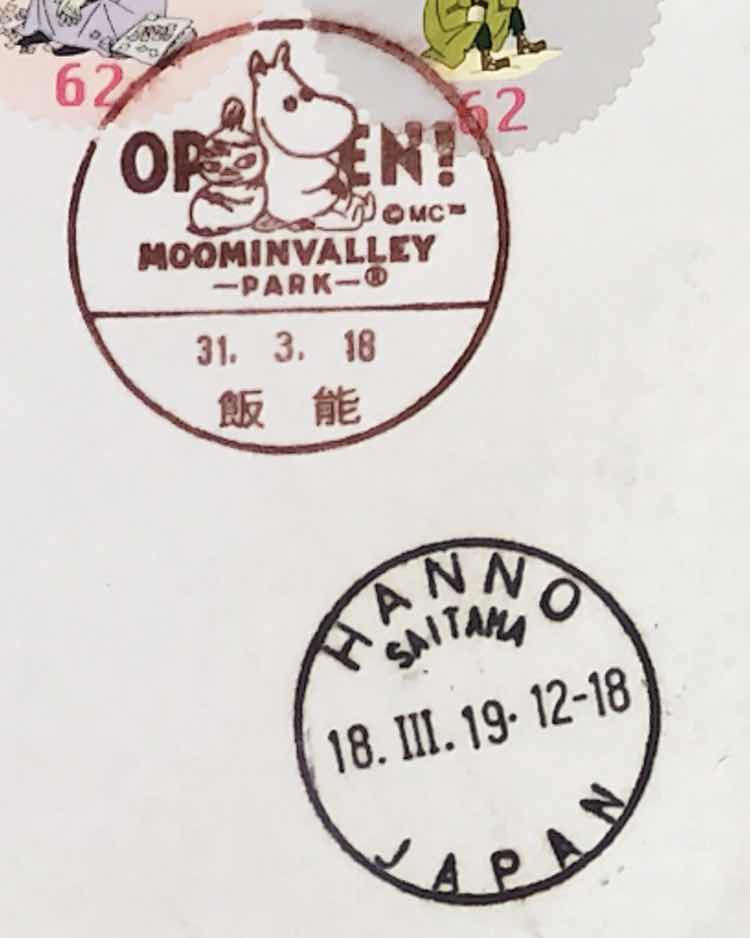 62
62
OPEN!
©MC™
MOOMINVALLEY
—PARK—®
31. 3. 18
飯 能
HANNO
SAITAMA
18. III. 19. 12-18
JAPAN